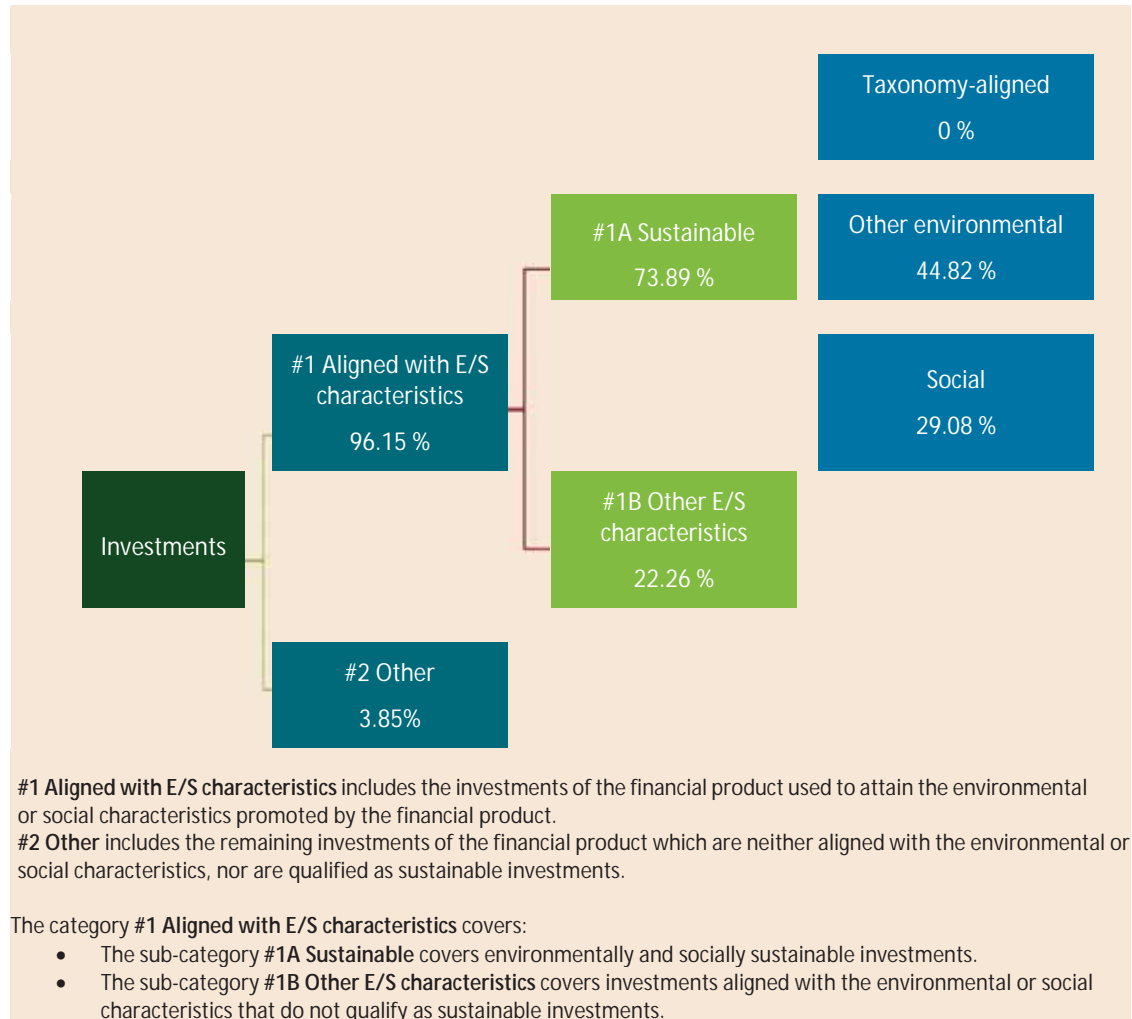 Taxonomy-aligned
0 %
#1A Sustainable
73.89 %
Other environmental
44.82 %
#1 Aligned with E/S
characteristics
96.15 %
Social
29.08 %
Investments
#1B Other E/S
characteristics
22.26 %
#2 Other
3.85%
#1 Aligned with E/S characteristics includes the investments of the financial product used to attain the environmental
or social characteristics promoted by the financial product.
#2 Other includes the remaining investments of the financial product which are neither aligned with the environmental or
social characteristics, nor are qualified as sustainable investments.
The category #1 Aligned with E/S characteristics covers:
• The sub-category #1A Sustainable covers environmentally and socially sustainable investments.
• The sub-category #1B Other E/S characteristics covers investments aligned with the environmental or social
characteristics that do not qualify as sustainable investments.